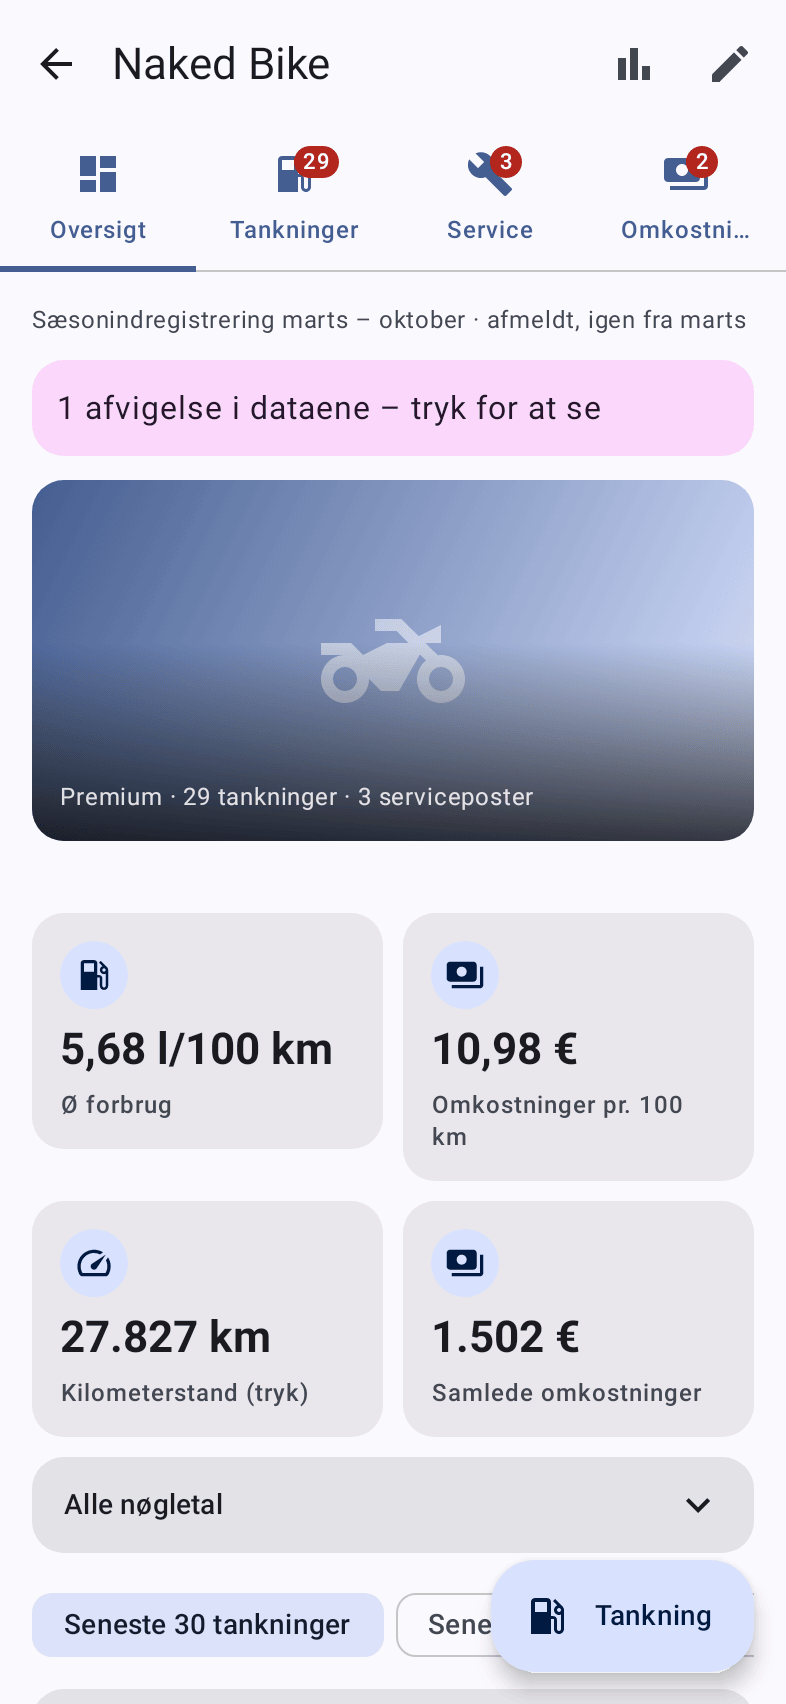 Naked Bike
29
3
2
Oversigt
Tankninger
Service
Omkostni…
Sæsonindregistrering marts – oktober · afmeldt, igen fra marts
1 afvigelse i dataene – tryk for at se
Premium · 29 tankninger · 3 serviceposter
5,68 l/100 km
Ø forbrug
10,98 €
Omkostninger pr. 100
km
27.827 km
Kilometerstand (tryk)
1.502 €
Samlede omkostninger
Alle nøgletal
Seneste 30 tankninger
Sene
Tankning